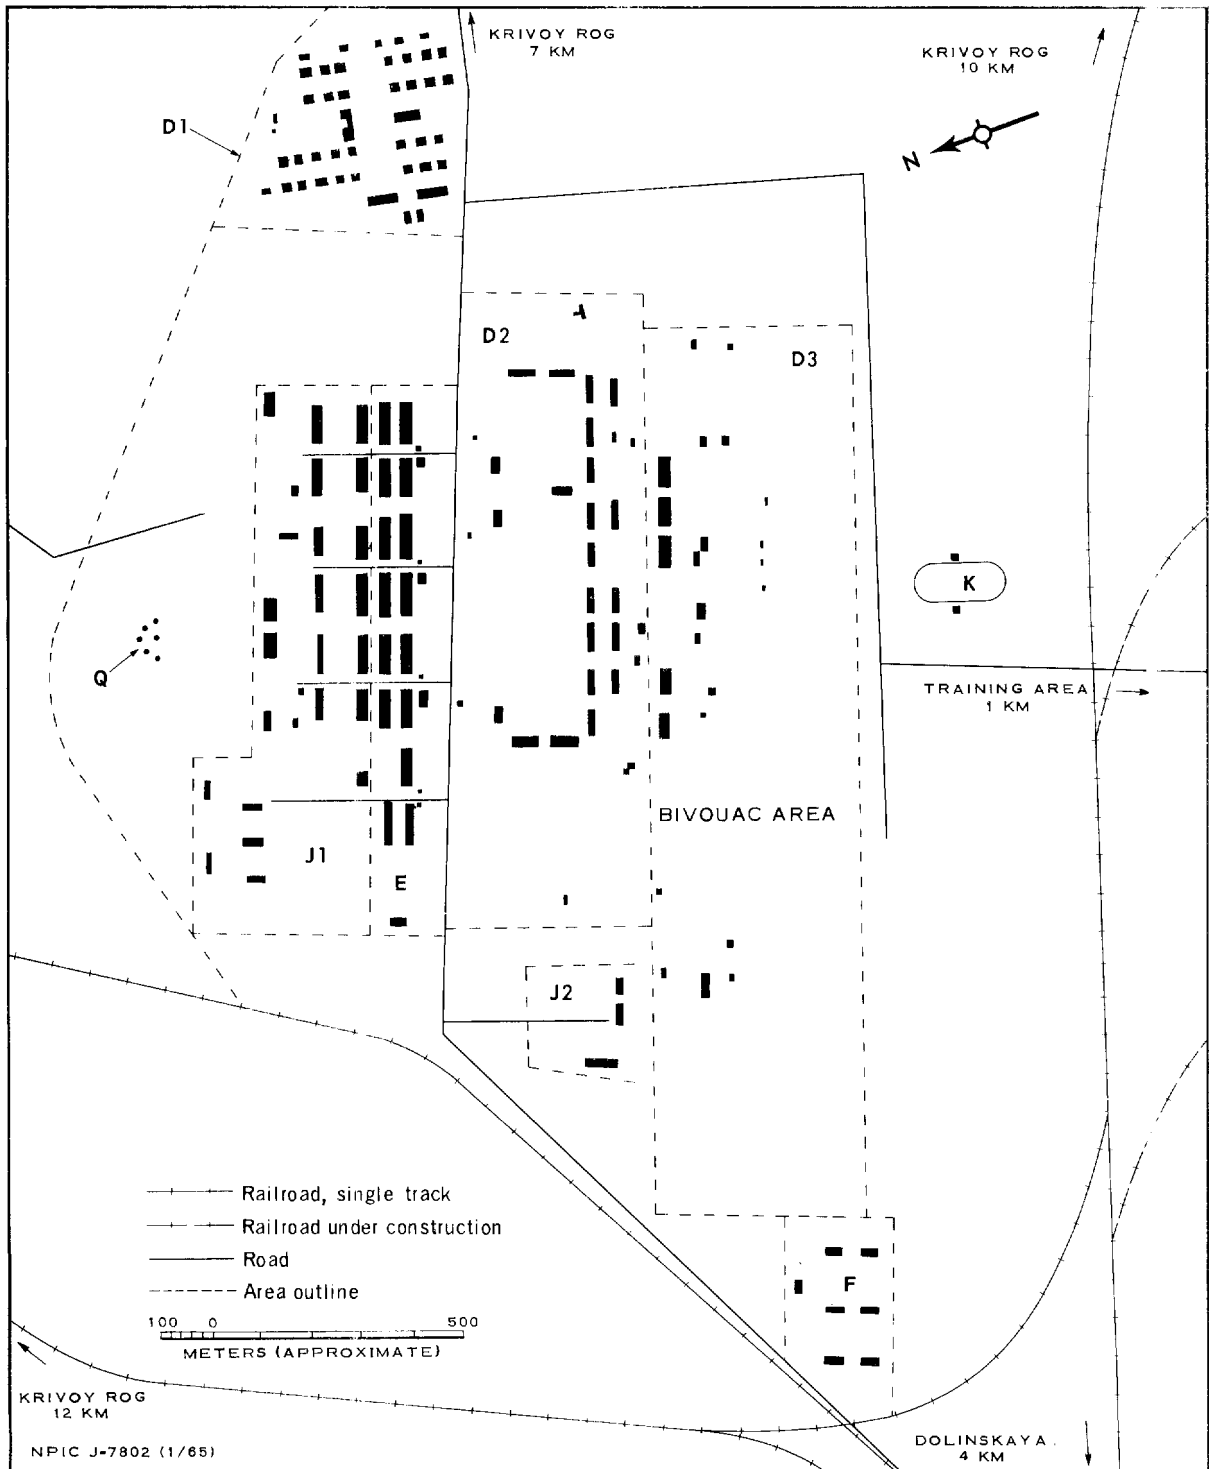 KRIVOY ROG
7 KM
KRIVOY ROG
10 KM
N
D1
D2
D3
K
Q
TRAINING AREA
1 KM
BIVOUAC AREA
J1
E
J2
Railroad, single track
Railroad under construction
Road
Area outline
100 0 500
METERS (APPROXIMATE)
F
KRIVOY ROG
12 KM
NPIC J-7802 (1/65)
DOLINSKAYA
4 KM